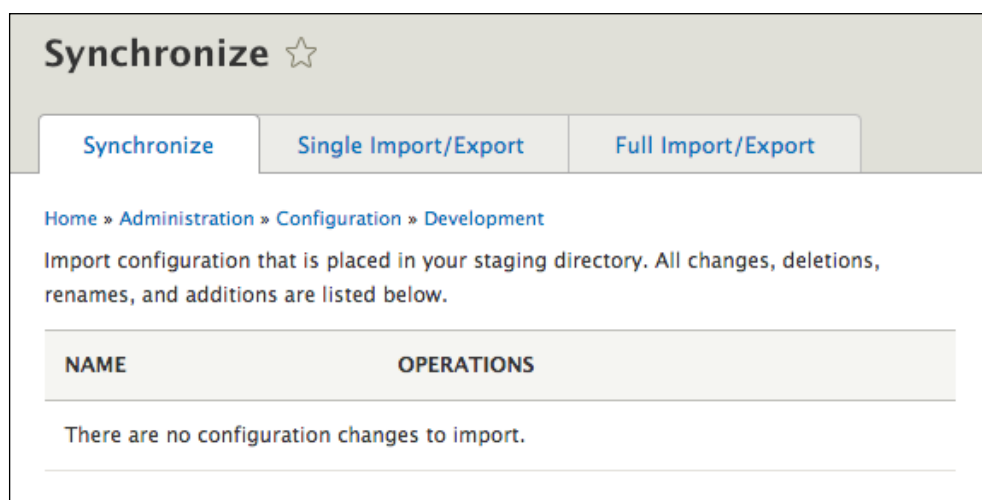 Synchronize
Synchronize Single Import/Export Full Import/Export
Home » Administration » Configuration » Development
Import configuration that is placed in your staging directory. All changes, deletions,
renames, and additions are listed below.
NAME OPERATIONS
There are no configuration changes to import.